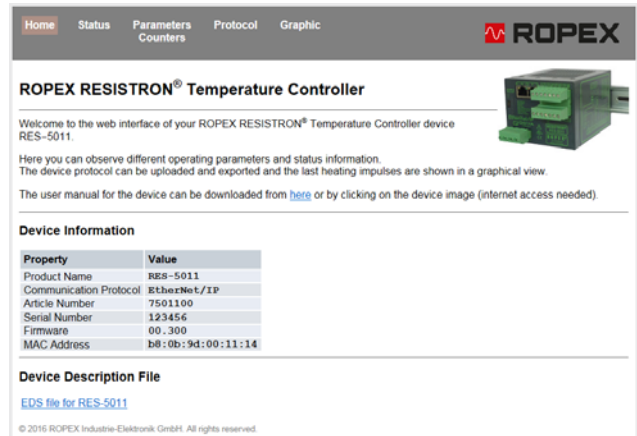 Home Status Parameters Counters Protocol Graphic
ROPEX
ROPEX RESISTRON® Temperature Controller
Welcome to the web interface of your ROPEX RESISTRON® Temperature Controller device
RES-5011.
Here you can observe different operating parameters and status information.
The device protocol can be uploaded and exported and the last heating impulses are shown in a graphical view.
The user manual for the device can be downloaded from here or by clicking on the device image (internet access needed).
Device Information
Property Value
Product Name RES-5011
Communication Protocol EtherNet/IP
Article Number 7501100
Serial Number 123456
Firmware 00.300
MAC Address b8:0b:9d:00:11:14
Device Description File
EDS file for RES-5011
© 2016 ROPEX Industrie-Elektronik GmbH. All rights reserved.